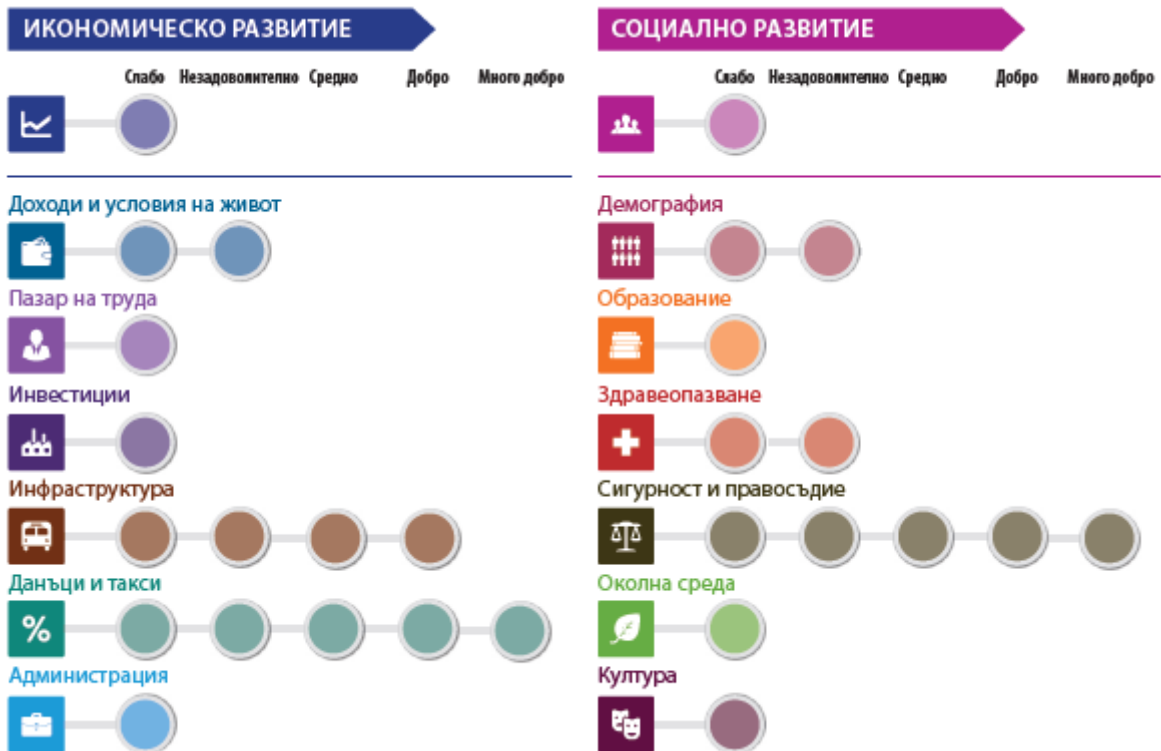 ИКОНОМИЧЕСКО РАЗВИТИЕ
Слабо Незадоволително Средно Добро Много добро
Доходи и условия на живот
Пазар на труда
Инвестиции
Инфраструктура
Данъци и такси
%
Администрация
СОЦИАЛНО РАЗВИТИЕ
Слабо Незадоволително Средно Добро Много добро
Демография
Образование
Здравеопазване
Сигурност и правосъдие
Околна среда
Култура